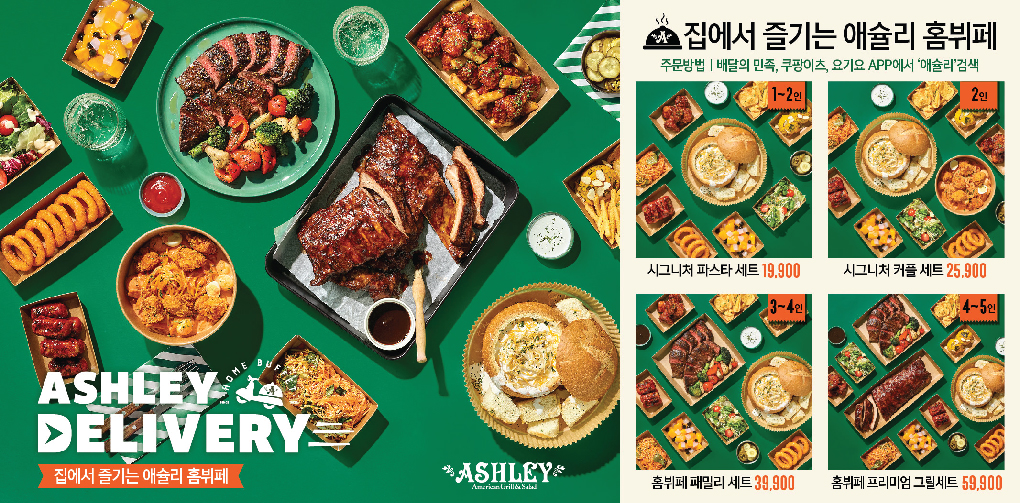 HOME BUFFET
ASHLEY
DELIVERY
집에서 즐기는 애슐리 홈뷔페
ASHLEY
American Grill & Salad
A
집에서 즐기는 애슐리 홈뷔페
주문방법 | 배달의 민족, 쿠팡이츠, 요기요 APP에서 '애슐리'검색
1~2인
시그니처 파스타 세트 19,900
2인
시그니처 커플 세트 25,900
3~4인
홈뷔페 패밀리 세트 39,900
4~5인
홈뷔페 프리미엄 그릴세트 59,900